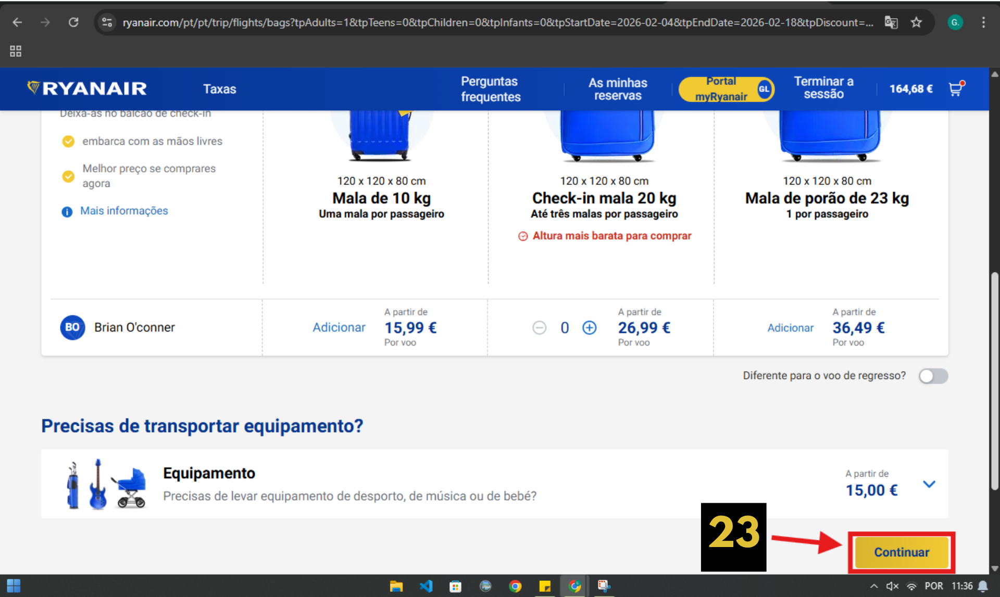 ryanair.com/pt/pt/trip/flights/bags?tpAdults=1&tpTeens=0&tpChildren=0&tpInfants=0&tpStartDate=2026-02-04&tpEndDate=2026-02-18&tpDiscount=...
G.
RYANAIR
Taxas
Perguntas
frequentes
As minhas
reservas
Portal
myRyanair
GL
Terminar a
sessão
164,68 €
Deixa-as no balcão de check-in
embarca com as mãos livres
Melhor preço se comprares
agora
Mais informações
120 x 120 x 80 cm
Mala de 10 kg
Uma mala por passageiro
120 x 120 x 80 cm
Check-in mala 20 kg
Até três malas por passageiro
Altura mais barata para comprar
120 x 120 x 80 cm
Mala de porão de 23 kg
1 por passageiro
BO
Brian O'conner
Adicionar
A partir de
15,99 €
Por voo
0
A partir de
26,99 €
Por voo
Adicionar
A partir de
36,49 €
Por voo
Diferente para o voo de regresso?
Precisas de transportar equipamento?
Equipamento
Precisas de levar equipamento de desporto, de música ou de bebé?
A partir de
15,00 €
23
Continuar
POR
11:36